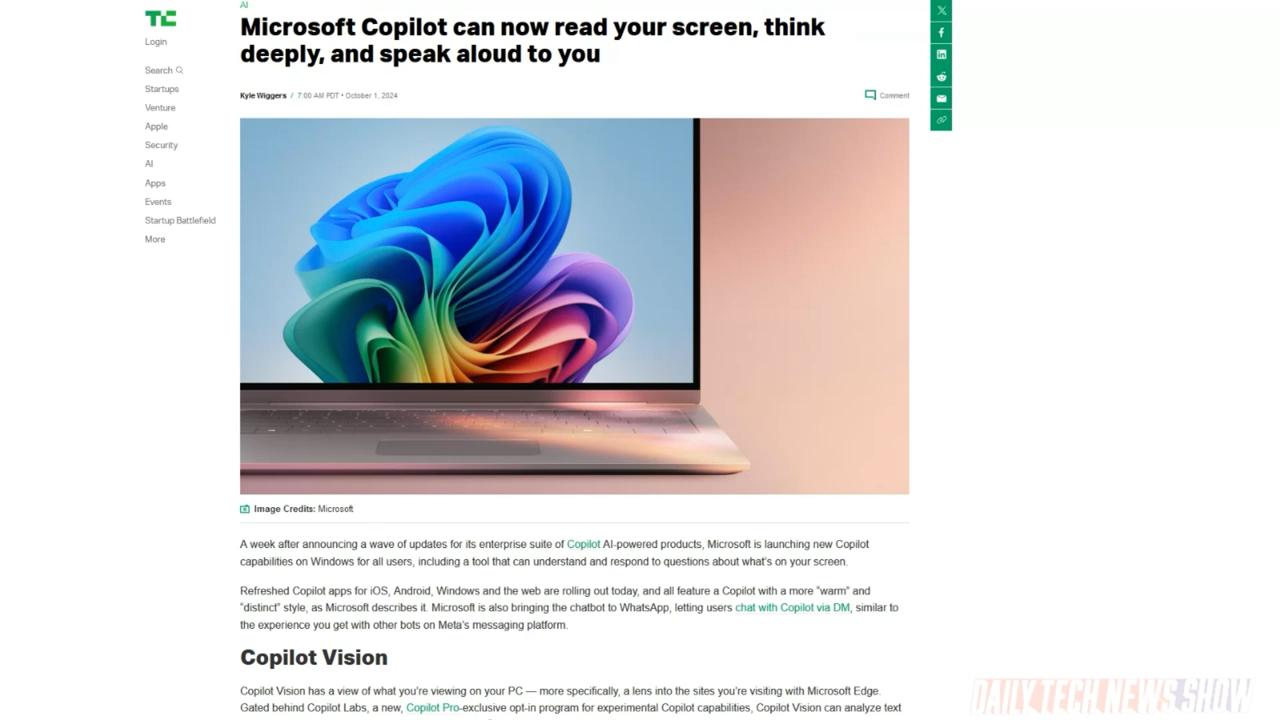 TC
Login
Search
Startups
Venture
Apple
Security
AI
Apps
Events
Startup Battlefield
More
AI
Microsoft Copilot can now read your screen, think
deeply, and speak aloud to you
Kyle Wiggers / 7:00 AM PDT • October 1, 2024
Comment
Image Credits: Microsoft
A week after announcing a wave of updates for its enterprise suite of Copilot AI-powered products, Microsoft is launching new Copilot
capabilities on Windows for all users, including a tool that can understand and respond to questions about what's on your screen.
Refreshed Copilot apps for iOS, Android, Windows and the web are rolling out today, and all feature a Copilot with a more “warm” and
“distinct” style, as Microsoft describes it. Microsoft is also bringing the chatbot to WhatsApp, letting users chat with Copilot via DM, similar to
the experience you get with other bots on Meta's messaging platform.
Copilot Vision
Copilot Vision has a view of what you're viewing on your PC — more specifically, a lens into the sites you're visiting with Microsoft Edge.
Gated behind Copilot Labs, a new, Copilot Pro-exclusive opt-in program for experimental Copilot capabilities, Copilot Vision can analyze text
DAILY TECH NEWS SHOW